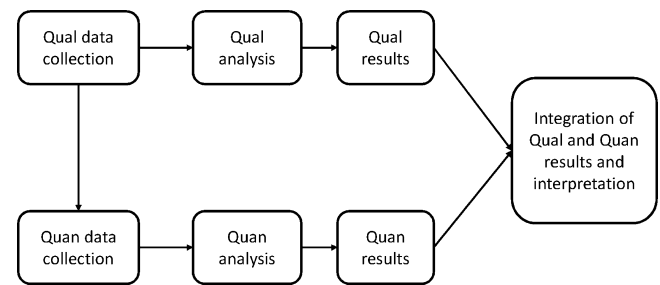 Qual data
collection
Qual
analysis
Qual
results
Integration of
Qual and Quan
results and
interpretation
Quan data
collection
Quan
analysis
Quan
results